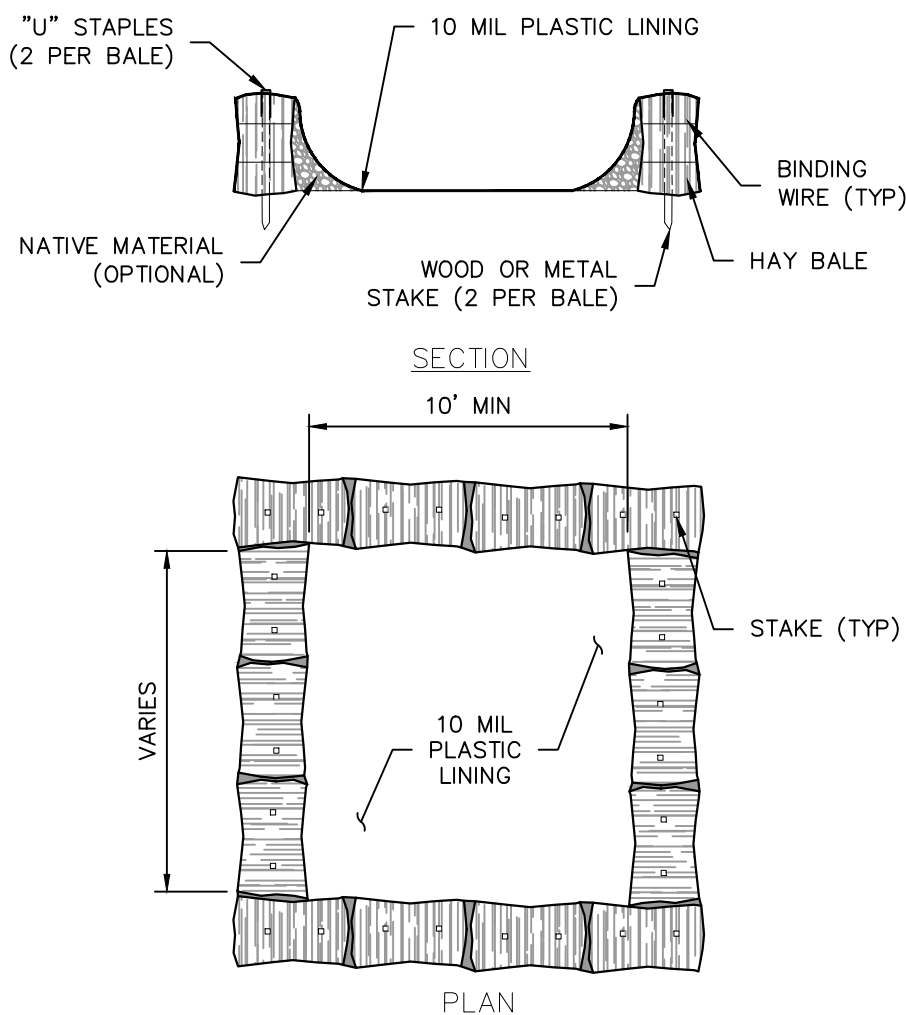 "U" STAPLES
(2 PER BALE)
10 MIL PLASTIC LINING
BINDING
WIRE (TYP)
NATIVE MATERIAL
(OPTIONAL)
WOOD OR METAL
STAKE (2 PER BALE)
HAY BALE
SECTION
10' MIN
STAKE (TYP)
VARIES
10 MIL
PLASTIC
LINING
PLAN